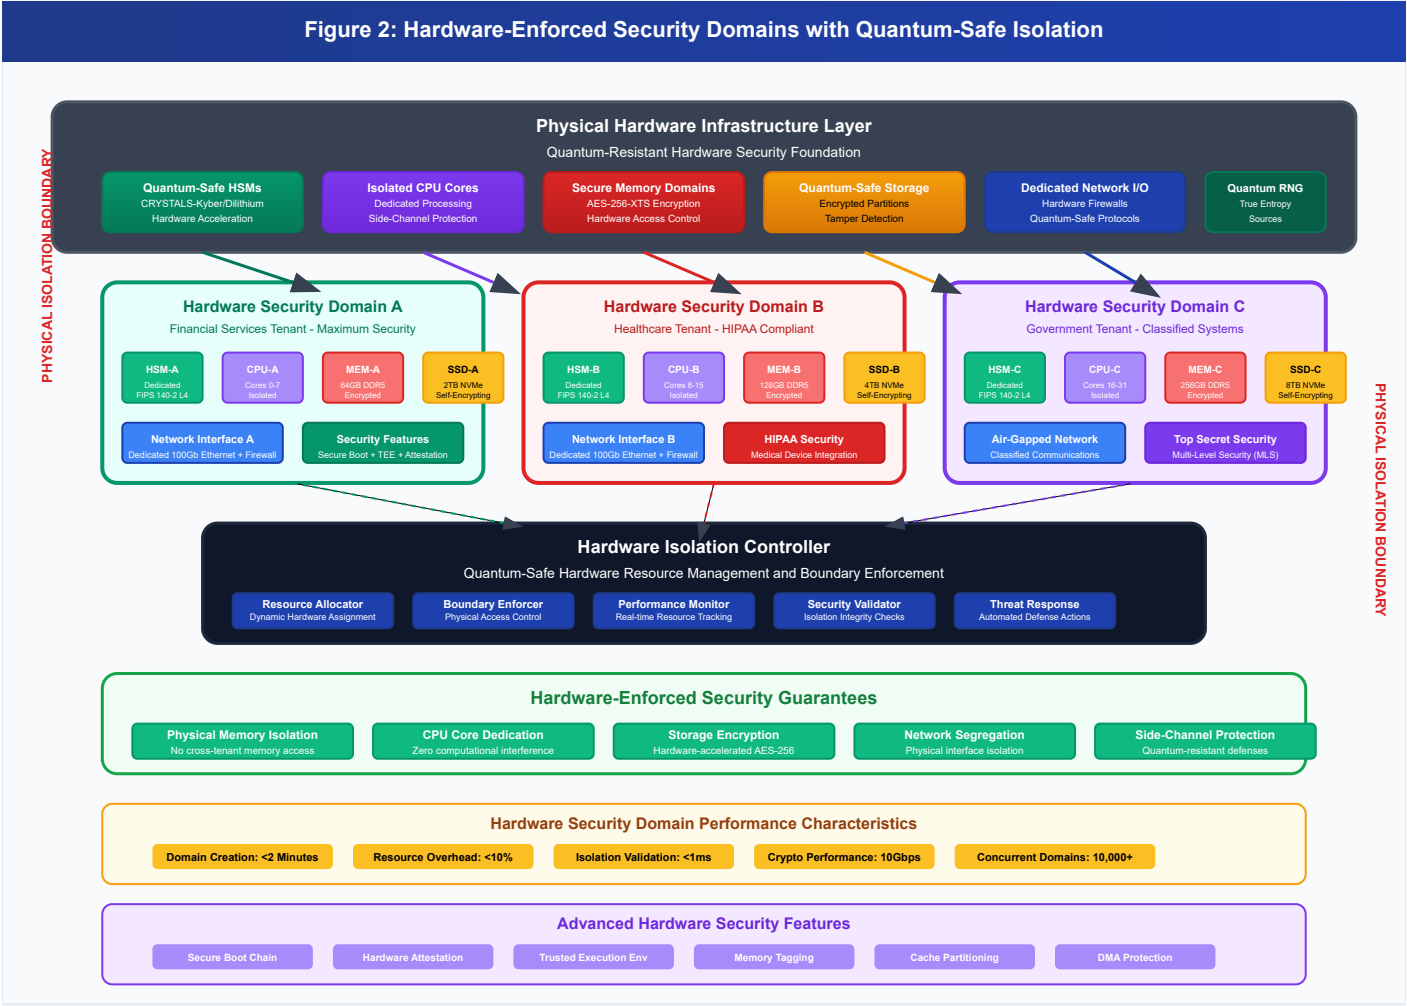 Figure 2: Hardware-Enforced Security Domains with Quantum-Safe Isolation
PHYSICAL ISOLATION BOUNDARY
Physical Hardware Infrastructure Layer
Quantum-Resistant Hardware Security Foundation
Quantum-Safe HSMs
CRYSTALS-Kyber/Dilithium
Hardware Acceleration
Isolated CPU Cores
Dedicated Processing
Side-Channel Protection
Secure Memory Domains
AES-256-XTS Encryption
Hardware Access Control
Quantum-Safe Storage
Encrypted Partitions
Tamper Detection
Dedicated Network I/O
Hardware Firewalls
Quantum-Safe Protocols
Quantum RNG
True Entropy
Sources
Hardware Security Domain A
Financial Services Tenant - Maximum Security
HSM-A
Dedicated
FIPS 140-2 L4
CPU-A
Cores 0-7
Isolated
MEM-A
64GB DDR5
Encrypted
SSD-A
2TB NVMe
Self-Encrypting
Network Interface A
Dedicated 100Gb Ethernet + Firewall
Security Features
Secure Boot + TEE + Attestation
Hardware Security Domain B
Healthcare Tenant - HIPAA Compliant
HSM-B
Dedicated
FIPS 140-2 L4
CPU-B
Cores 8-15
Isolated
MEM-B
128GB DDR5
Encrypted
SSD-B
4TB NVMe
Self-Encrypting
Network Interface B
Dedicated 100Gb Ethernet + Firewall
HIPAA Security
Medical Device Integration
Hardware Security Domain C
Government Tenant - Classified Systems
HSM-C
Dedicated
FIPS 140-2 L4
CPU-C
Cores 16-31
Isolated
MEM-C
256GB DDR5
Encrypted
SSD-C
8TB NVMe
Self-Encrypting
Air-Gapped Network
Classified Communications
Top Secret Security
Multi-Level Security (MLS)
PHYSICAL ISOLATION BOUNDARY
Hardware Isolation Controller
Quantum-Safe Hardware Resource Management and Boundary Enforcement
Resource Allocator
Dynamic Hardware Assignment
Boundary Enforcer
Physical Access Control
Performance Monitor
Real-time Resource Tracking
Security Validator
Isolation Integrity Checks
Threat Response
Automated Defense Actions
Hardware-Enforced Security Guarantees
Physical Memory Isolation
No cross-tenant memory access
CPU Core Dedication
Zero computational interference
Storage Encryption
Hardware-accelerated AES-256
Network Segregation
Physical interface isolation
Side-Channel Protection
Quantum-resistant defenses
Hardware Security Domain Performance Characteristics
Domain Creation: <2 Minutes
Resource Overhead: <10%
Isolation Validation: <1ms
Crypto Performance: 10Gbps
Concurrent Domains: 10,000+
Advanced Hardware Security Features
Secure Boot Chain
Hardware Attestation
Trusted Execution Env
Memory Tagging
Cache Partitioning
DMA Protection